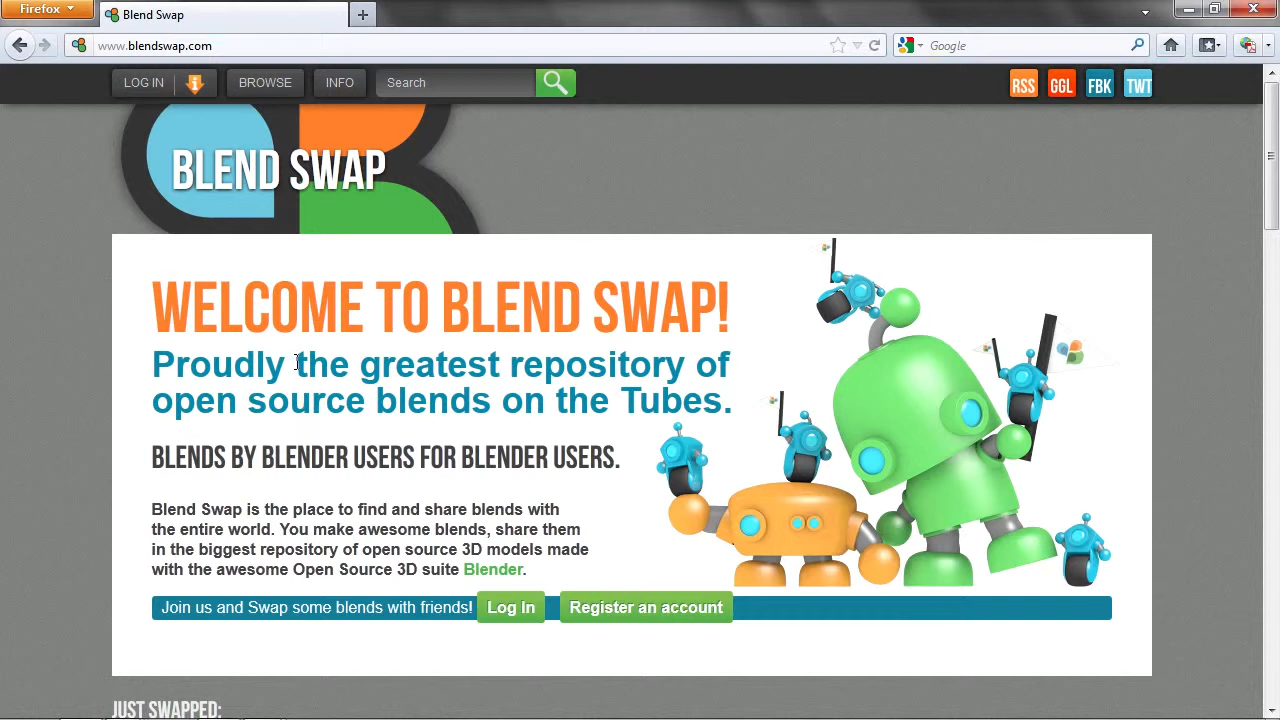 Firefox
Blend Swap
www.blendswap.com
Google
LOG IN
BROWSE
INFO
Search
RSS
GGL
FBK
TWT
BLEND SWAP
WELCOME TO BLEND SWAP!
Proudly the greatest repository of
open source blends on the Tubes.
BLENDS BY BLENDER USERS FOR BLENDER USERS.
Blend Swap is the place to find and share blends with
the entire world. You make awesome blends, share them
in the biggest repository of open source 3D models made
with the awesome Open Source 3D suite Blender.
Join us and Swap some blends with friends! Log In Register an account
JUST SWAPPED: